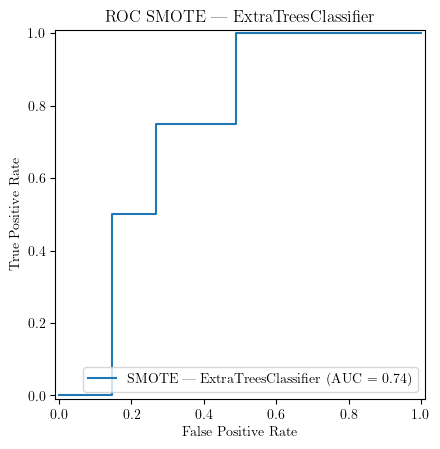 ROC SMOTE — ExtraTreesClassifier
1.0
0.8
0.6
0.4
0.2
0.0
True Positive Rate
SMOTE — ExtraTreesClassifier (AUC = 0.74)
0.0 0.2 0.4 0.6 0.8 1.0
False Positive Rate